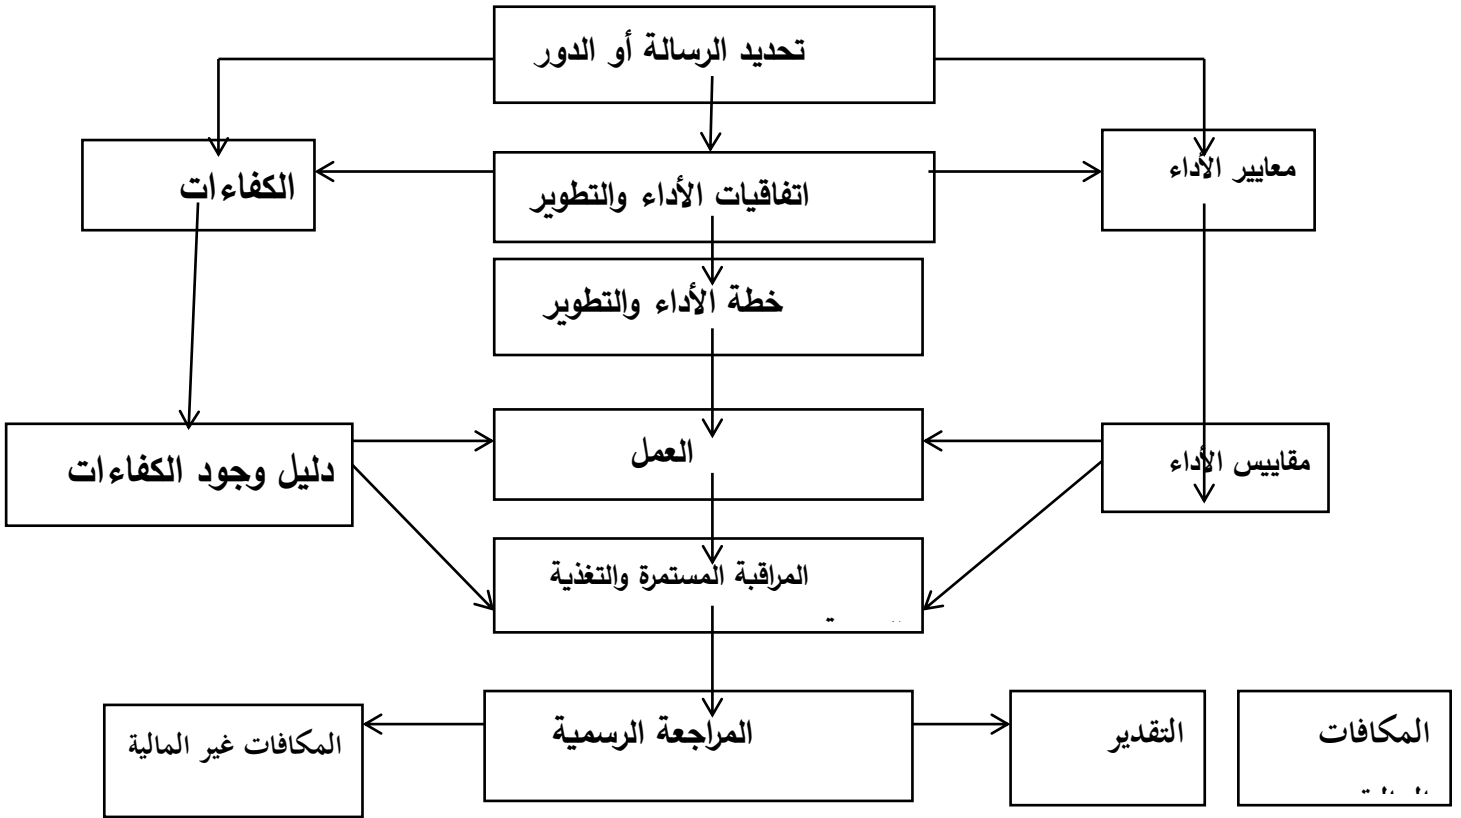 تحديد الرسالة أو الدور
معايير الأداء
اتفاقيات الأداء والتطوير
الكفاءات
خطة الأداء والتطوير
مقاييس الأداء
العمل
دليل وجود الكفاءات
المراقبة المستمرة والتغذية
المكافات
التقدير
المراجعة الرسمية
المكافات غير المالية